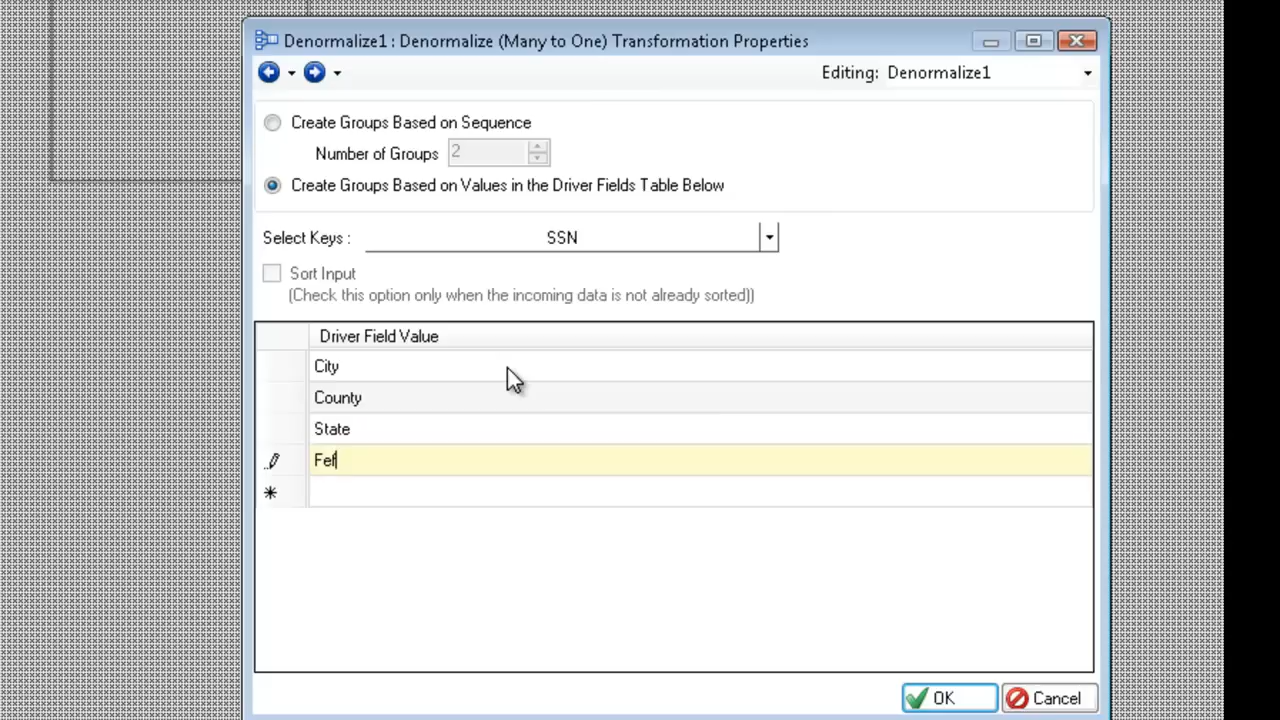 Denormalize1 : Denormalize (Many to One) Transformation Properties
Editing: Denormalize1
Create Groups Based on Sequence
Number of Groups 2
Create Groups Based on Values in the Driver Fields Table Below
Select Keys : SSN
Sort Input
(Check this option only when the incoming data is not already sorted))
Driver Field Value
City
County
State
Fef
OK Cancel